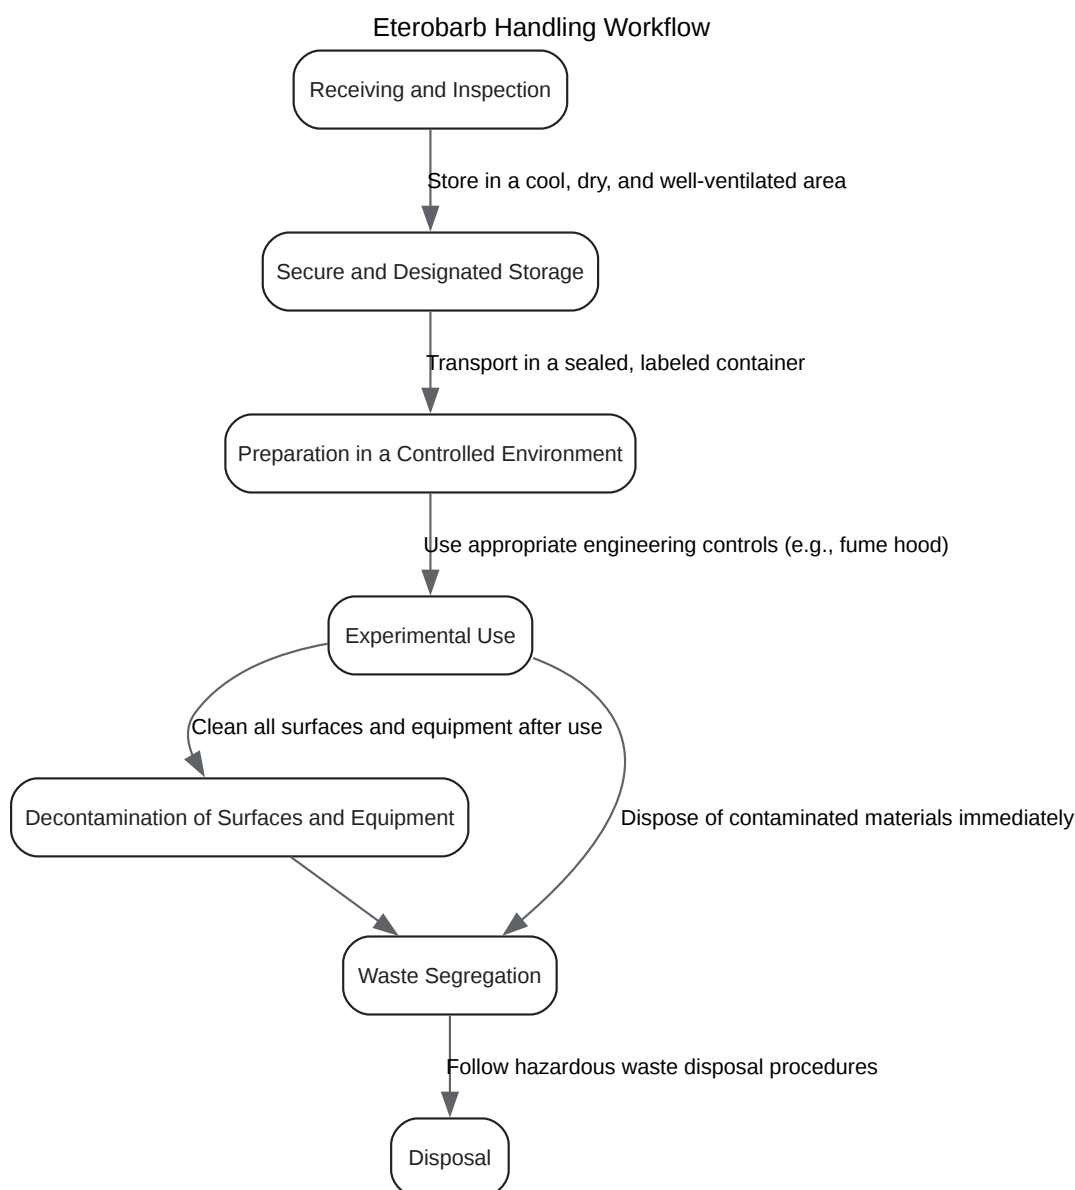 Eterobarb Handling Workflow
Receiving and Inspection
Store in a cool, dry, and well-ventilated area
Secure and Designated Storage
Transport in a sealed, labeled container
Preparation in a Controlled Environment
Use appropriate engineering controls (e.g., fume hood)
Experimental Use
Clean all surfaces and equipment after use
Decontamination of Surfaces and Equipment
Dispose of contaminated materials immediately
Waste Segregation
Follow hazardous waste disposal procedures
Disposal